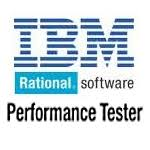 IBM
Rational. software
Performance Tester